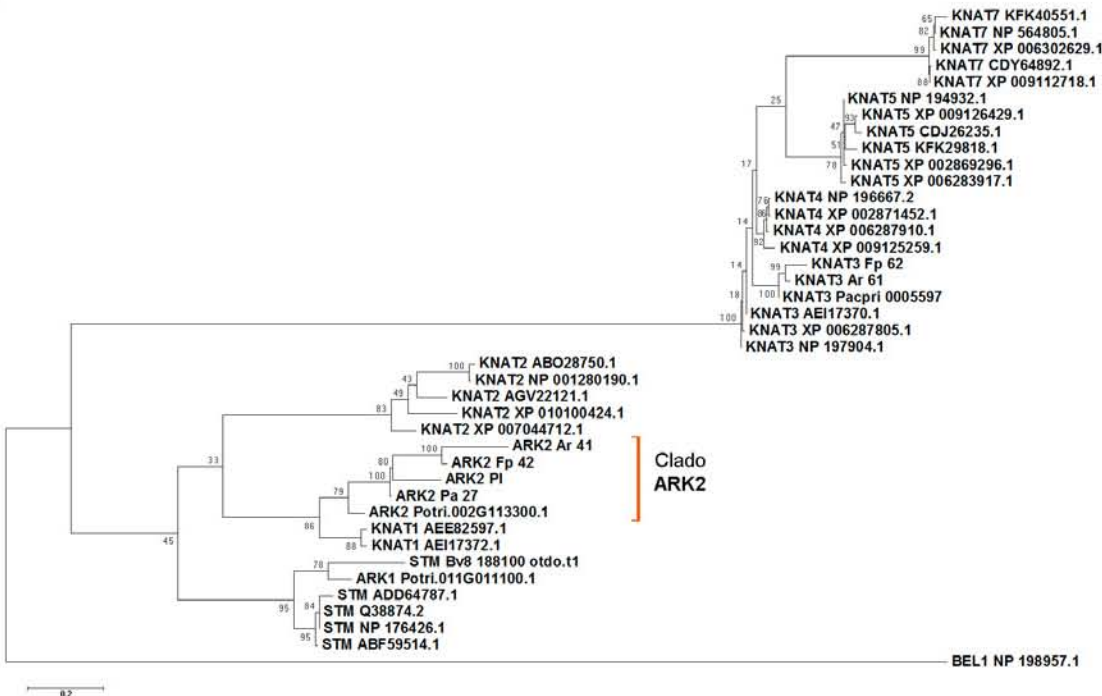 65
KNAT7 KFK40551.1
82
KNAT7 NP 564805.1
99
KNAT7 XP 006302629.1
KNAT7 CDY64892.1
88
KNAT7 XP 009112718.1
25
KNAT5 NP 194932.1
93
KNAT5 XP 009126429.1
47
KNAT5 CDJ26235.1
51
KNAT5 KFK29818.1
78
KNAT5 XP 002869296.1
KNAT5 XP 006283917.1
17
76
KNAT4 NP 196667.2
86
KNAT4 XP 002871452.1
KNAT4 XP 006287910.1
92
KNAT4 XP 009125259.1
14
99
KNAT3 Fp 62
14
KNAT3 Ar 61
18
100
KNAT3 Pacpri 0005597
KNAT3 AEI17370.1
100
KNAT3 XP 006287805.1
KNAT3 NP 197904.1
100
KNAT2 ABO28750.1
43
KNAT2 NP 001280190.1
49
KNAT2 AGV22121.1
83
KNAT2 XP 010100424.1
KNAT2 XP 007044712.1
33
100
ARK2 Ar 41
80
ARK2 Fp 42
100
ARK2 Pl
79
ARK2 Pa 27
86
ARK2 Potri.002G113300.1
Clado
ARK2
KNAT1 AEE82597.1
88
KNAT1 AEI17372.1
45
78
STM Bv8 188100 otdo.t1
ARK1 Potri.011G011100.1
95
84
STM ADD64787.1
STM Q38874.2
STM NP 176426.1
95
STM ABF59514.1
BEL1 NP 198957.1
0.2